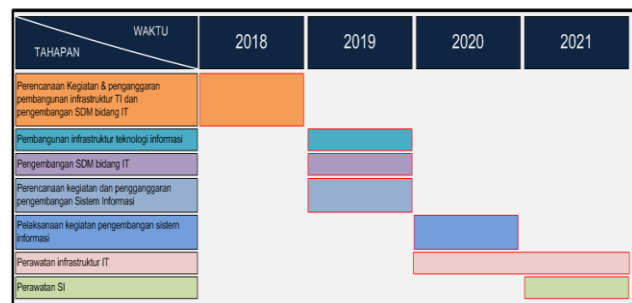 WAKTU
TAHAPAN
2018
2019
2020
2021
Perencanaan Kegiatan & penganggaran
pembangunan infrastruktur TI dan
pengembangan SDM bidang IT
Pembangunan infrastruktur teknologi informasi
Pengembangan SDM bidang IT
Perencanaan kegiatan dan pengganggaran
pengembangan Sistem Informasi
Pelaksanaan kegiatan pengembangan sistem
informasi
Perawatan infrastruktur IT
Perawatan SI